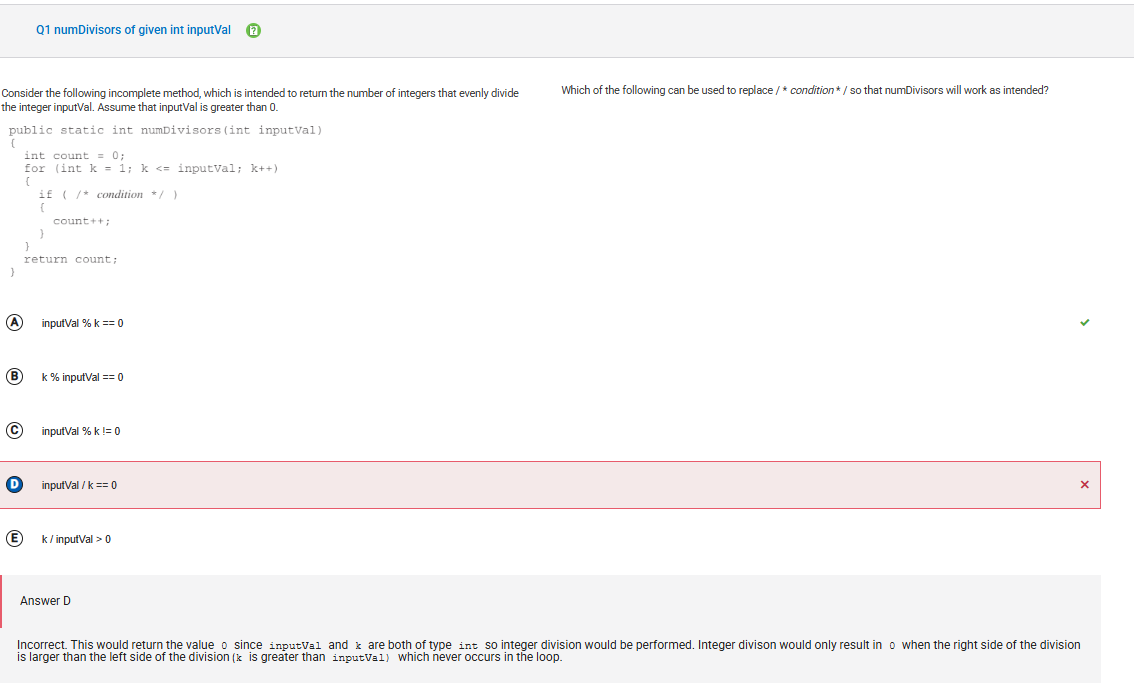 Q1 numDivisors of given int inputVal
Consider the following incomplete method, which is intended to return the number of integers that evenly divide
the integer inputVal. Assume that inputVal is greater than 0.
public static int numDivisors(int inputVal)
{
int count = 0;
for (int k = 1; k <= inputVal; k++)
{
if ( /* condition */ )
{
count++;
}
}
return count;
}
Which of the following can be used to replace / * condition * / so that numDivisors will work as intended?
A inputVal % k == 0
B k % inputVal == 0
C inputVal % k != 0
D inputVal / k == 0
E k / inputVal > 0
Answer D
Incorrect. This would return the value 0 since inputVal and k are both of type int so integer division would be performed. Integer divison would only result in 0 when the right side of the division
is larger than the left side of the division (k is greater than inputVal) which never occurs in the loop.